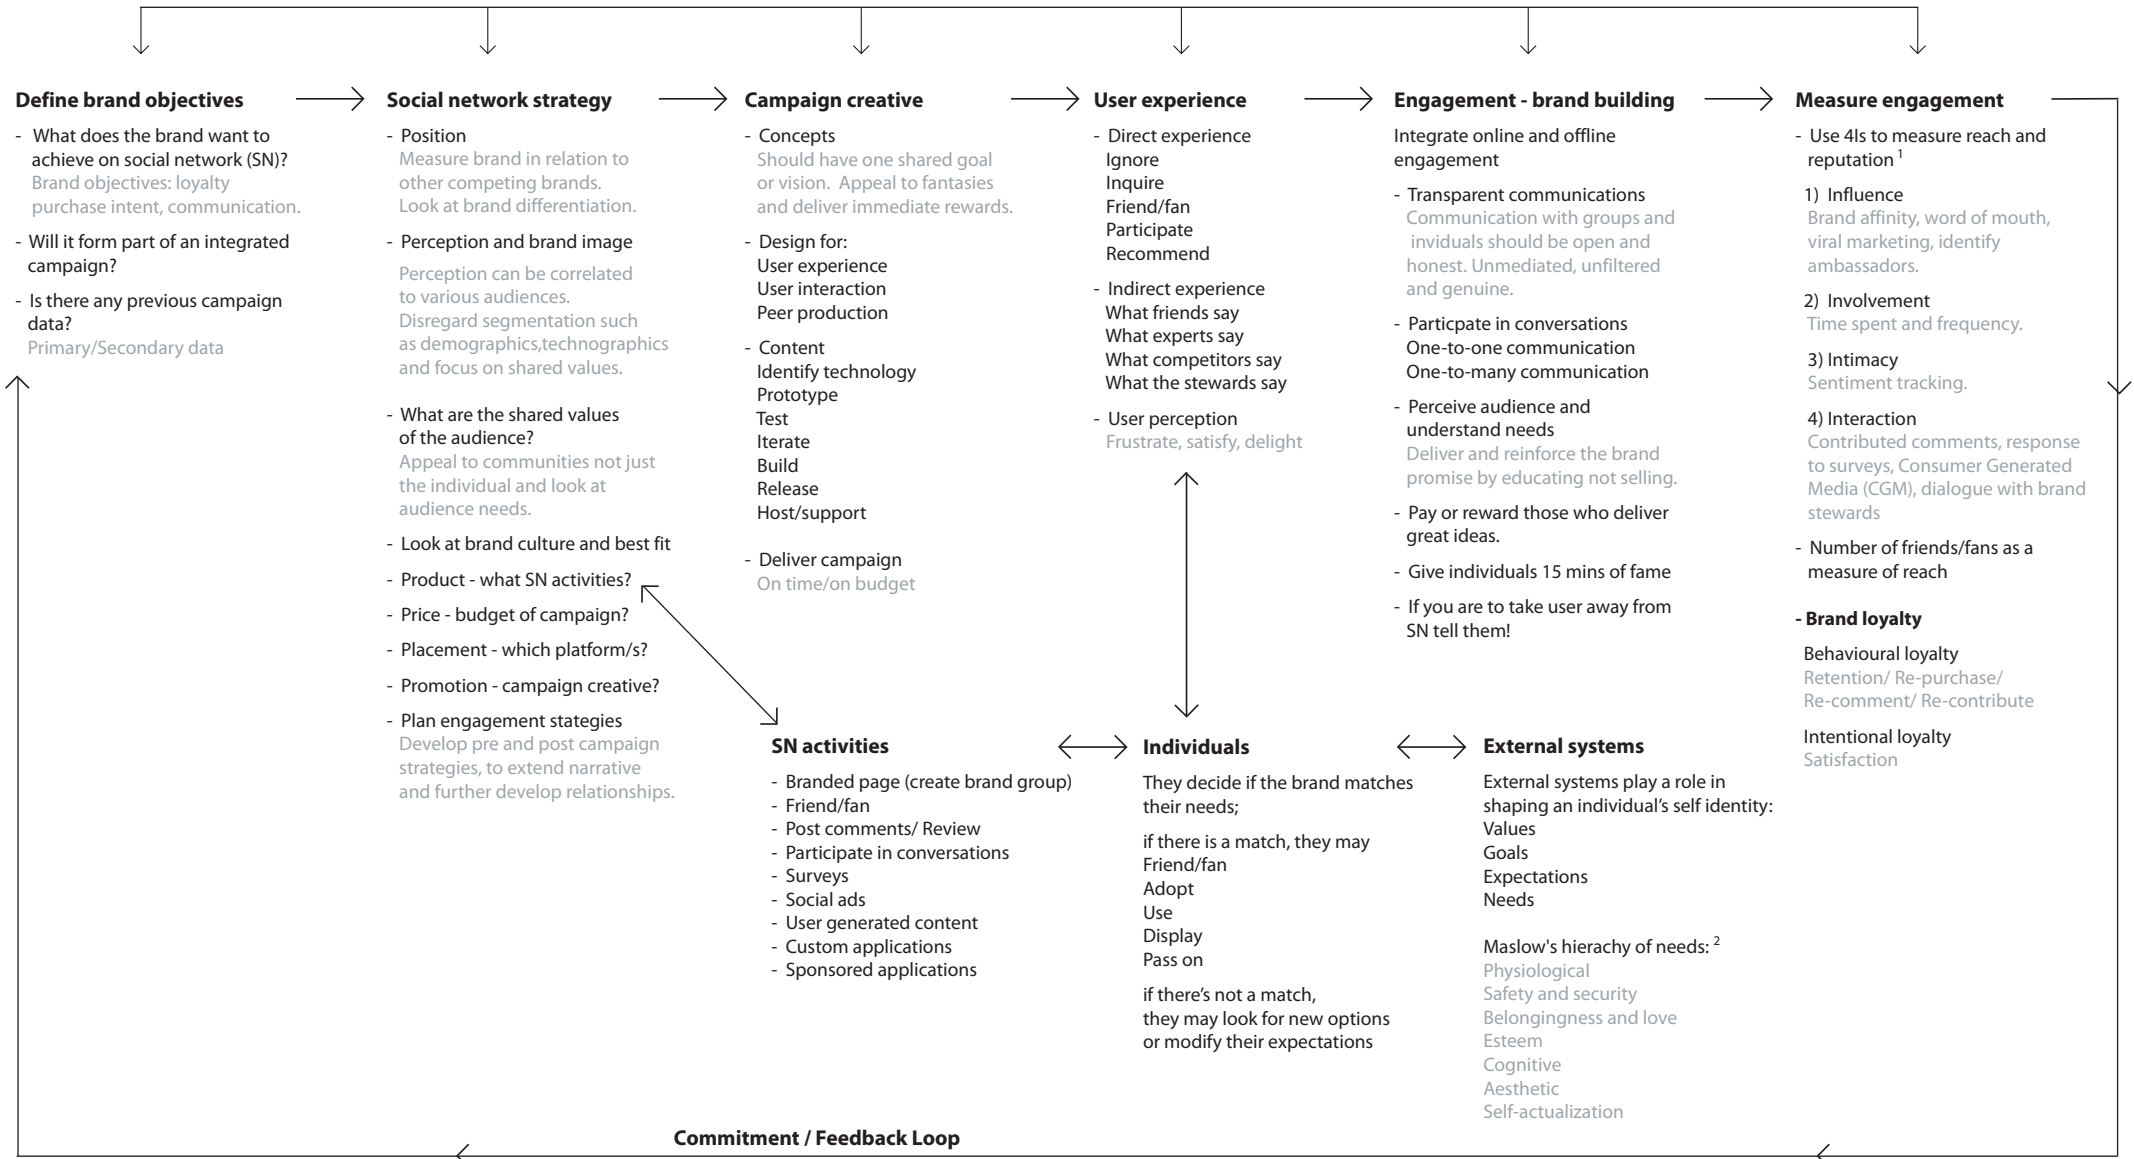 Define brand objectives
- What does the brand want to
achieve on social network (SN)?
Brand objectives: loyalty
purchase intent, communication.
- Will it form part of an integrated
campaign?
- Is there any previous campaign
data?
Primary/Secondary data
Social network strategy
- Position
Measure brand in relation to
other competing brands.
Look at brand differentiation.
- Perception and brand image
Perception can be correlated
to various audiences.
Disregard segmentation such
as demographics,technographics
and focus on shared values.
- What are the shared values
of the audience?
Appeal to communities not just
the individual and look at
audience needs.
- Look at brand culture and best fit
- Product - what SN activities?
- Price - budget of campaign?
- Placement - which platform/s?
- Promotion - campaign creative?
- Plan engagement stategies
Develop pre and post campaign
strategies, to extend narrative
and further develop relationships.
Campaign creative
- Concepts
Should have one shared goal
or vision. Appeal to fantasies
and deliver immediate rewards.
- Design for:
User experience
User interaction
Peer production
- Content
Identify technology
Prototype
Test
Iterate
Build
Release
Host/support
- Deliver campaign
On time/on budget
User experience
- Direct experience
Ignore
Inquire
Friend/fan
Participate
Recommend
- Indirect experience
What friends say
What experts say
What competitors say
What the stewards say
- User perception
Frustrate, satisfy, delight
Engagement - brand building
Integrate online and offline
engagement
- Transparent communications
Communication with groups and
inviduals should be open and
honest. Unmediated, unfiltered
and genuine.
- Particpate in conversations
One-to-one communication
One-to-many communication
- Perceive audience and
understand needs
Deliver and reinforce the brand
promise by educating not selling.
- Pay or reward those who deliver
great ideas.
- Give individuals 15 mins of fame
- If you are to take user away from
SN tell them!
Measure engagement
- Use 4Is to measure reach and
reputation 1
1) Influence
Brand affinity, word of mouth,
viral marketing, identify
ambassadors.
2) Involvement
Time spent and frequency.
3) Intimacy
Sentiment tracking.
4) Interaction
Contributed comments, response
to surveys, Consumer Generated
Media (CGM), dialogue with brand
stewards
- Number of friends/fans as a
measure of reach
- Brand loyalty
Behavioural loyalty
Retention/ Re-purchase/
Re-comment/ Re-contribute
Intentional loyalty
Satisfaction
SN activities
- Branded page (create brand group)
- Friend/fan
- Post comments/ Review
- Participate in conversations
- Surveys
- Social ads
- User generated content
- Custom applications
- Sponsored applications
Individuals
They decide if the brand matches
their needs;
if there is a match, they may
Friend/fan
Adopt
Use
Display
Pass on
if there's not a match,
they may look for new options
or modify their expectations
External systems
External systems play a role in
shaping an individual's self identity:
Values
Goals
Expectations
Needs
Maslow's hierachy of needs: 2
Physiological
Safety and security
Belongingness and love
Esteem
Cognitive
Aesthetic
Self-actualization
Commitment / Feedback Loop